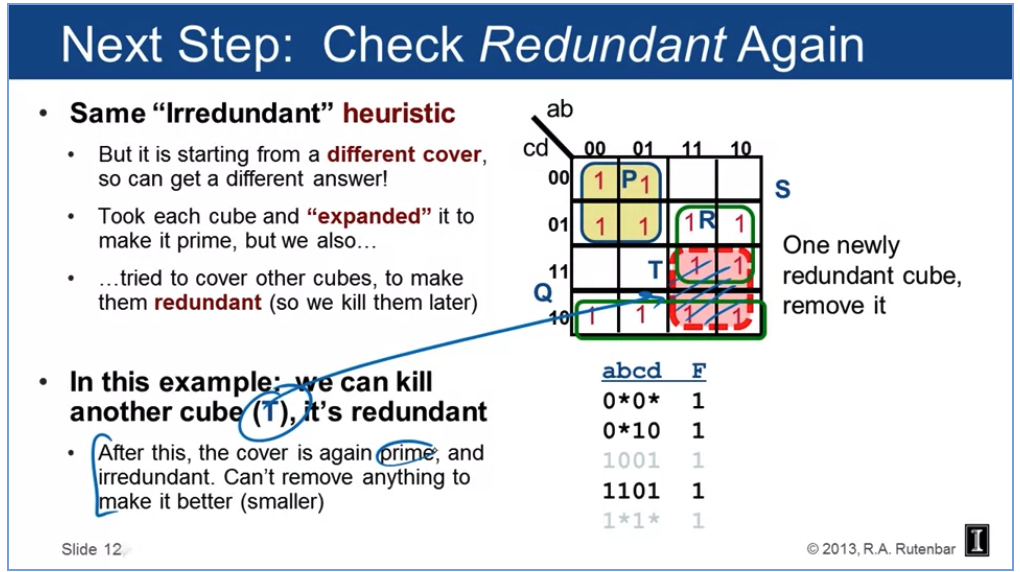 Next Step: Check Redundant Again
• Same “Irredundant” heuristic
• But it is starting from a different cover,
so can get a different answer!
• Took each cube and “expanded” it to
make it prime, but we also…
• …tried to cover other cubes, to make
them redundant (so we kill them later)
• In this example: we can kill
another cube (T), it’s redundant
• After this, the cover is again prime, and
irredundant. Can’t remove anything to
make it better (smaller)
ab
cd 00 01 11 10
00 1 P 1 S
01 1 1 1 R 1
11 T 1 1
Q
10 1 1 1 1
One newly
redundant cube,
remove it
abcd F
0*0* 1
0*10 1
1001 1
1101 1
1*1* 1
Slide 12
© 2013, R.A. Rutenbar I